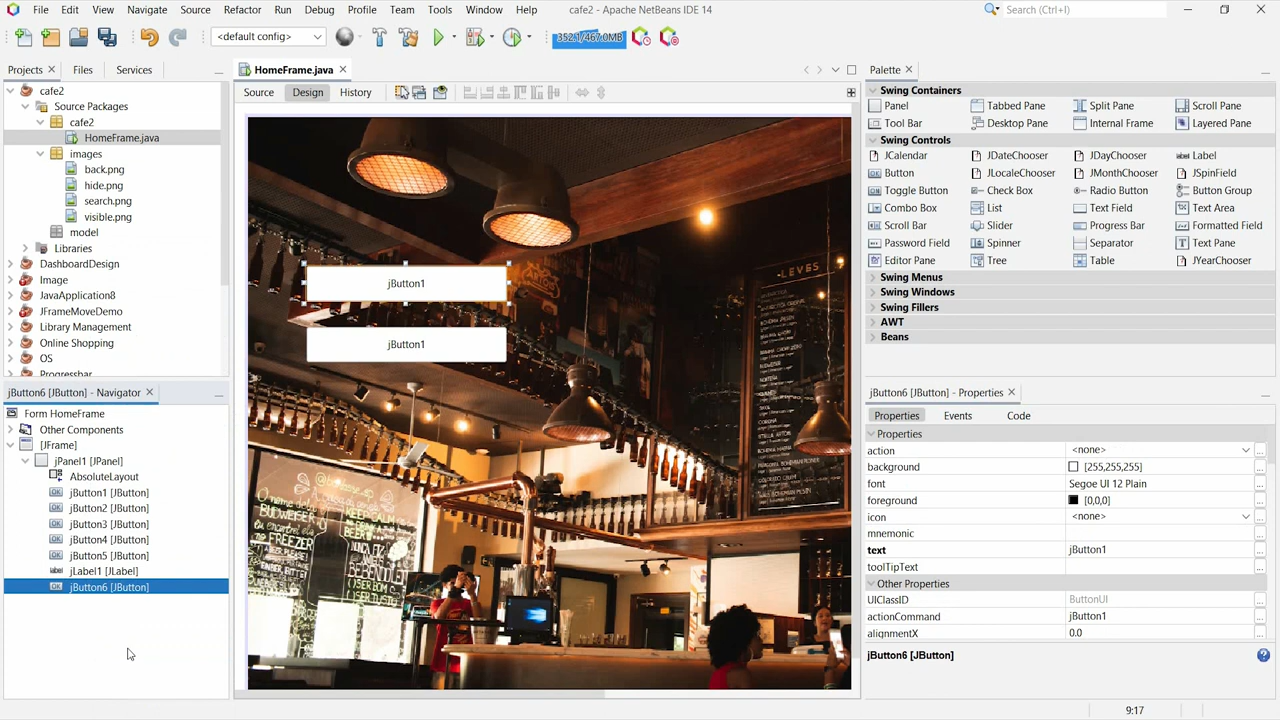 File Edit View Navigate Source Refactor Run Debug Profile Team Tools Window Help cafe2 - Apache NetBeans IDE 14 Search (Ctrl+I)
<default config> 352.1/467.0MB
Projects Files Services
cafe2
Source Packages
cafe2
HomeFrame.java
images
back.png
hide.png
search.png
visible.png
model
Libraries
DashboardDesign
Image
JavaApplication8
JFrameMoveDemo
Library Management
Online Shopping
OS
Progressbar
jButton6 [JButton] - Navigator
Form HomeFrame
Other Components
[JFrame]
jPanel1 [JPanel]
AbsoluteLayout
jButton1 [JButton]
jButton2 [JButton]
jButton3 [JButton]
jButton4 [JButton]
jButton5 [JButton]
jLabel1 [JLabel]
jButton6 [JButton]
HomeFrame.java
Source Design History
jButton1
jButton1
LEVES
Palette
Swing Containers
Panel Tabbed Pane Split Pane Scroll Pane
Tool Bar Desktop Pane Internal Frame Layered Pane
Swing Controls
JCalendar JDateChooser JDayChooser Label
Button JLocaleChooser JMonthChooser JSpinField
Toggle Button Check Box Radio Button Button Group
Combo Box List Text Field Text Area
Scroll Bar Slider Progress Bar Formatted Field
Password Field Spinner Separator Text Pane
Editor Pane Tree Table JYearChooser
Swing Menus
Swing Windows
Swing Fillers
AWT
Beans
jButton6 [JButton] - Properties
Properties Events Code
Properties
action <none>
background [255,255,255]
font Segoe UI 12 Plain
foreground [0,0,0]
icon <none>
mnemonic
text jButton1
toolTipText
Other Properties
UIClassID ButtonUI
actionCommand jButton1
alignmentX 0.0
jButton6 [JButton]
9:17